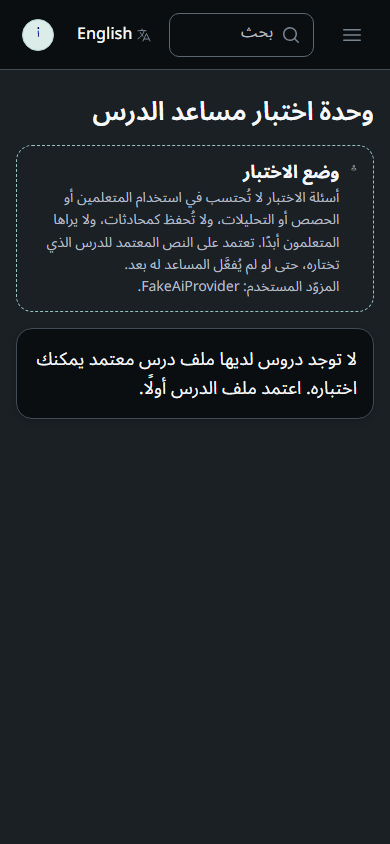 بحث
English
وحدة اختبار مساعد الدرس
وضع الاختبار
أسئلة الاختبار لا تُحتسب في استخدام المتعلمين أو
الحصص أو التحليلات، ولا تُحفظ كمحادثات، ولا يراها
المتعلمون أبدًا. تعتمد على النص المعتمد للدرس الذي
تختاره، حتى لو لم يُفعَّل المساعد له بعد.
المزوّد المستخدم: FakeAiProvider.
لا توجد دروس لديها ملف درس معتمد يمكنك
اختباره. اعتمد ملف الدرس أولًا.